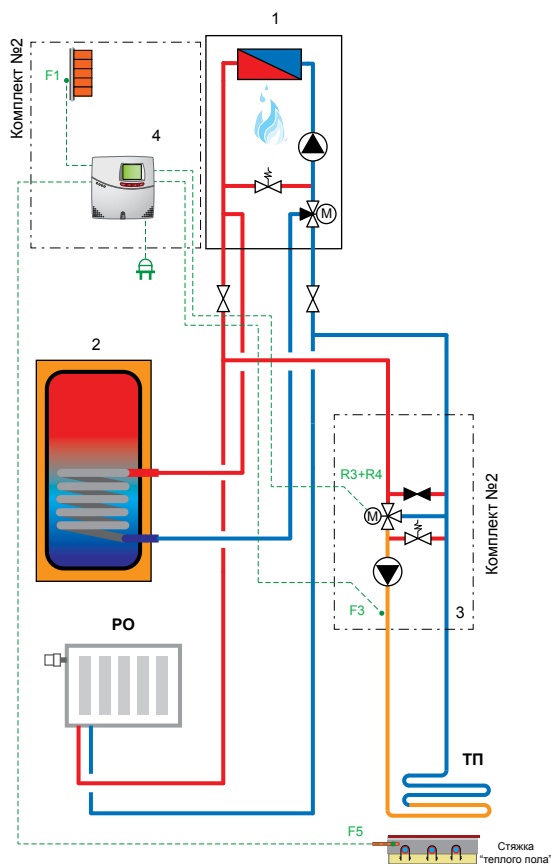 1
Комплект №2
F1
4
M
2
R3+R4
M
Комплект №2
F3
3
РО
ТП
F5
Стяжка
"теплого пола"